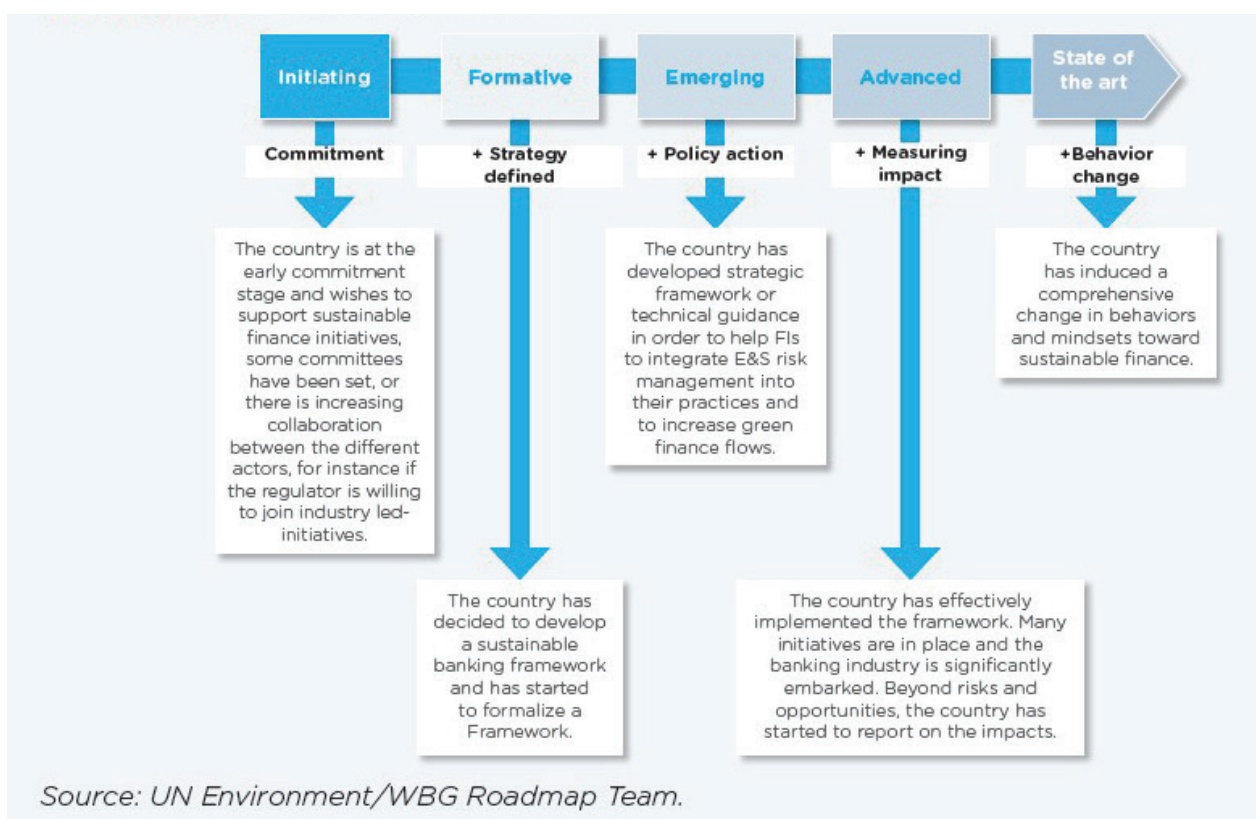 Initiating
Formative
Emerging
Advanced
State of
the art
Commitment
+ Strategy
defined
+ Policy action
+ Measuring
impact
+Behavior
change
The country is at the
early commitment
stage and wishes to
support sustainable
finance initiatives,
some committees
have been set, or
there is increasing
collaboration
between the different
actors, for instance if
the regulator is willing
to join industry led-
initiatives.
The country has
developed strategic
framework or
technical guidance
in order to help FIs
to integrate E&S risk
management into
their practices and
to increase green
finance flows.
The country
has induced a
comprehensive
change in behaviors
and mindsets toward
sustainable finance.
The country has
decided to develop
a sustainable
banking framework
and has started
to formalize a
Framework.
The country has effectively
implemented the framework. Many
initiatives are in place and the
banking industry is significantly
embarked. Beyond risks and
opportunities, the country has
started to report on the impacts.
Source: UN Environment/WBG Roadmap Team.